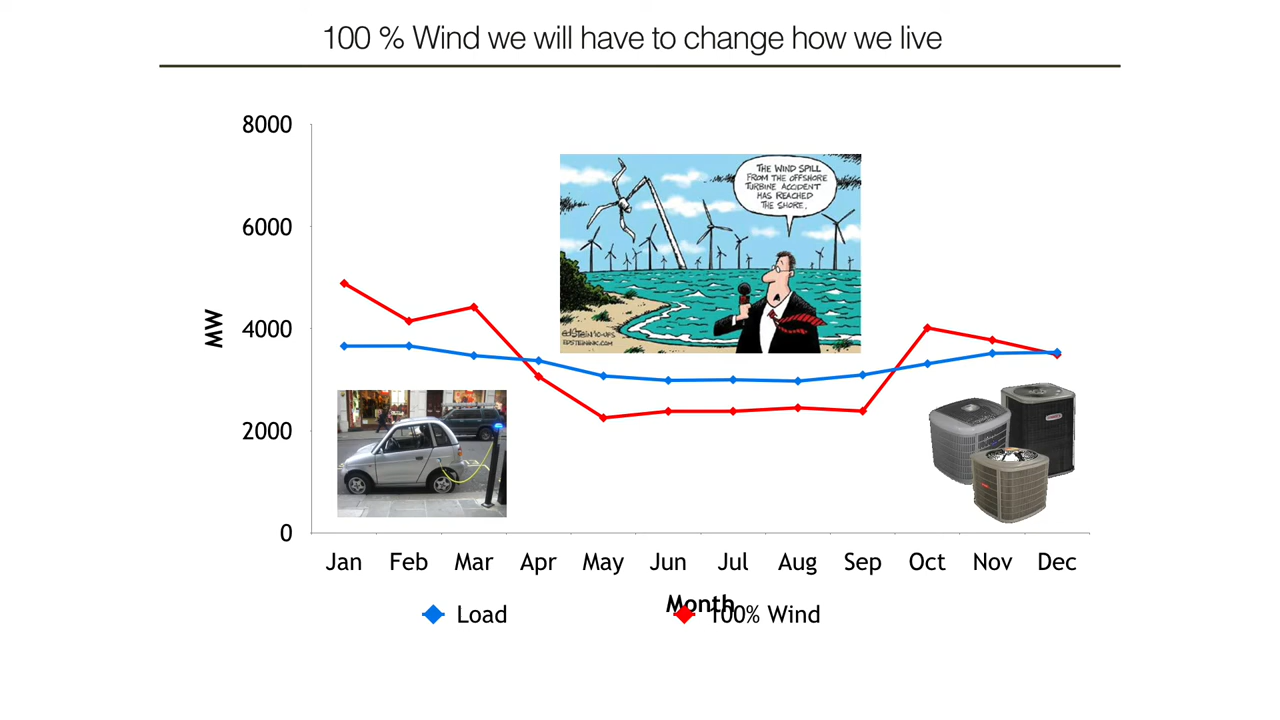 100 % Wind we will have to change how we live
8000
6000
4000
2000
0
MW
THE WIND SPILL
FROM THE OFFSHORE
TURBINE ACCIDENT
HAS REACHED
THE SHORE.
EDSTEINInk.COM
Jan Feb Mar Apr May Jun Jul Aug Sep Oct Nov Dec
Month
Load
100% Wind